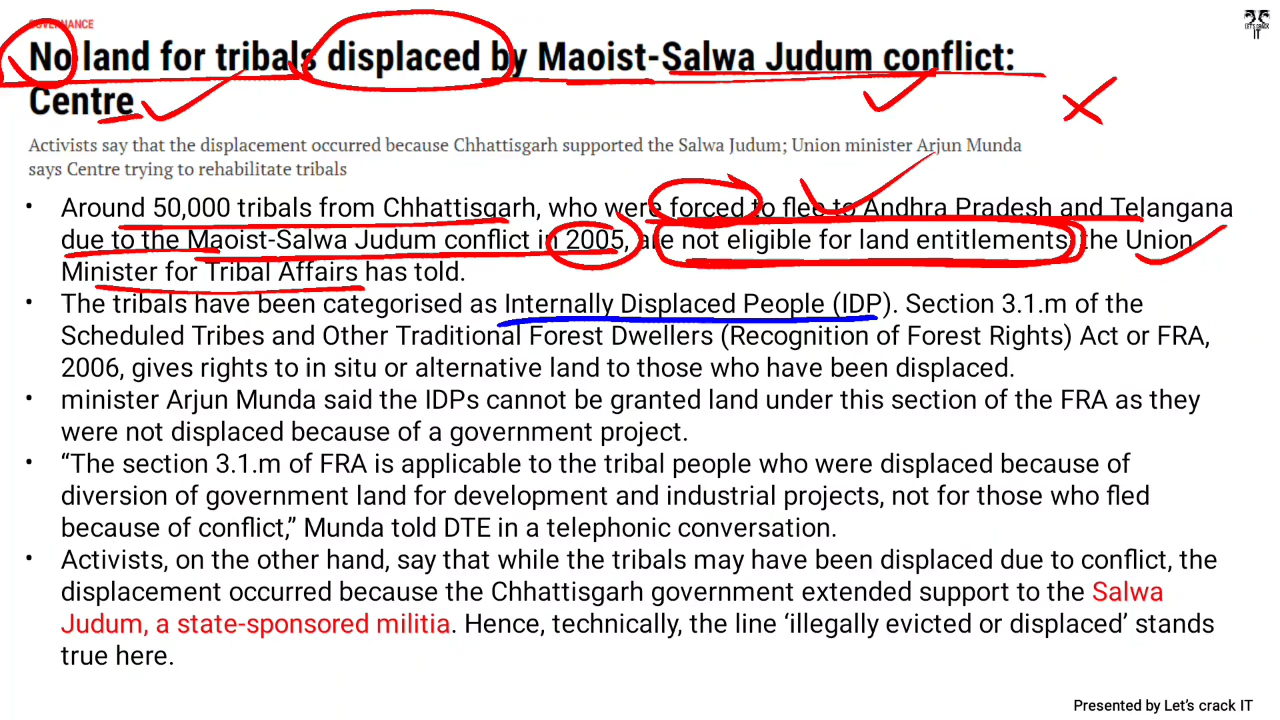 GOVERNANCE
LET'S CRACK
IT
No land for tribals displaced by Maoist-Salwa Judum conflict:
Centre
Activists say that the displacement occurred because Chhattisgarh supported the Salwa Judum; Union minister Arjun Munda
says Centre trying to rehabilitate tribals
• Around 50,000 tribals from Chhattisgarh, who were forced to flee to Andhra Pradesh and Telangana
due to the Maoist-Salwa Judum conflict in 2005, are not eligible for land entitlements, the Union
Minister for Tribal Affairs has told.
• The tribals have been categorised as Internally Displaced People (IDP). Section 3.1.m of the
Scheduled Tribes and Other Traditional Forest Dwellers (Recognition of Forest Rights) Act or FRA,
2006, gives rights to in situ or alternative land to those who have been displaced.
• minister Arjun Munda said the IDPs cannot be granted land under this section of the FRA as they
were not displaced because of a government project.
• “The section 3.1.m of FRA is applicable to the tribal people who were displaced because of
diversion of government land for development and industrial projects, not for those who fled
because of conflict,” Munda told DTE in a telephonic conversation.
• Activists, on the other hand, say that while the tribals may have been displaced due to conflict, the
displacement occurred because the Chhattisgarh government extended support to the Salwa
Judum, a state-sponsored militia. Hence, technically, the line ‘illegally evicted or displaced’ stands
true here.
Presented by Let’s crack IT